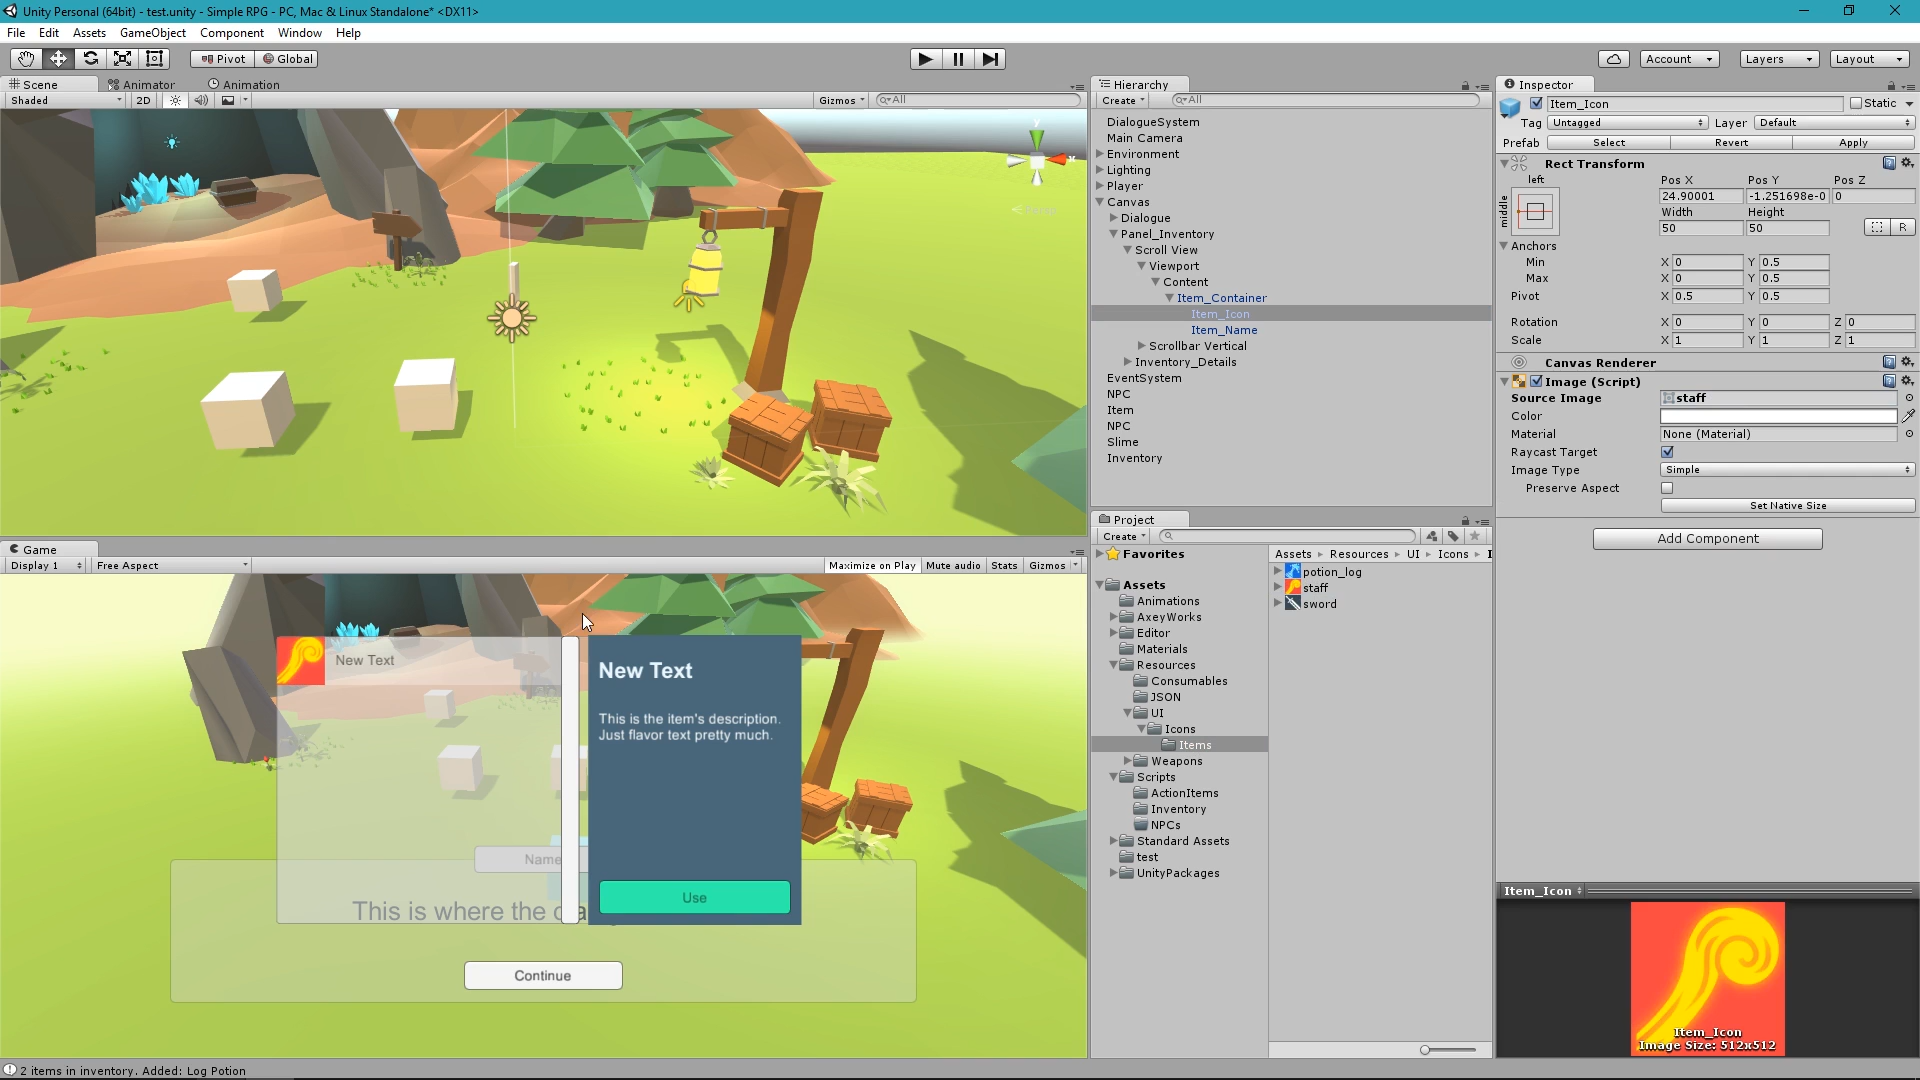 Unity Personal (64bit) - test.unity - Simple RPG - PC, Mac & Linux Standalone* <DX11>
File Edit Assets GameObject Component Window Help
Pivot Global Account Layers Layout
Scene Animator Animation
Shaded 2D Gizmos All
y
x
Game
Display 1 Free Aspect Maximize on Play Mute audio Stats Gizmos
New Text
New Text
This is the item's description.
Just flavor text pretty much.
Name
This is where the
Use
Continue
2 items in inventory. Added: Log Potion
Hierarchy
Create All
DialogueSystem
Main Camera
Environment
Lighting
Player
Canvas
Dialogue
Panel_Inventory
Scroll View
Viewport
Content
Item_Container
Item_Icon
Item_Name
Scrollbar Vertical
Inventory_Details
EventSystem
NPC
Item
NPC
Slime
Inventory
Project
Create
Favorites
Assets
Animations
AxeyWorks
Editor
Materials
Resources
Consumables
JSON
UI
Icons
Items
Weapons
Scripts
ActionItems
Inventory
NPCs
Standard Assets
test
UnityPackages
Assets Resources UI Icons I
potion_log
staff
sword
Inspector
Item_Icon Static
Tag Untagged Layer Default
Prefab Select Revert Apply
Rect Transform
left Pos X Pos Y Pos Z
middle 24.90001 -1.251698e-0 0
Width Height
50 50 R
Anchors
Min X 0 Y 0.5
Max X 0 Y 0.5
Pivot X 0.5 Y 0.5
Rotation X 0 Y 0 Z 0
Scale X 1 Y 1 Z 1
Canvas Renderer
Image (Script)
Source Image staff
Color
Material None (Material)
Raycast Target
Image Type Simple
Preserve Aspect
Set Native Size
Add Component
Item_Icon
Item_Icon
Image Size: 512x512